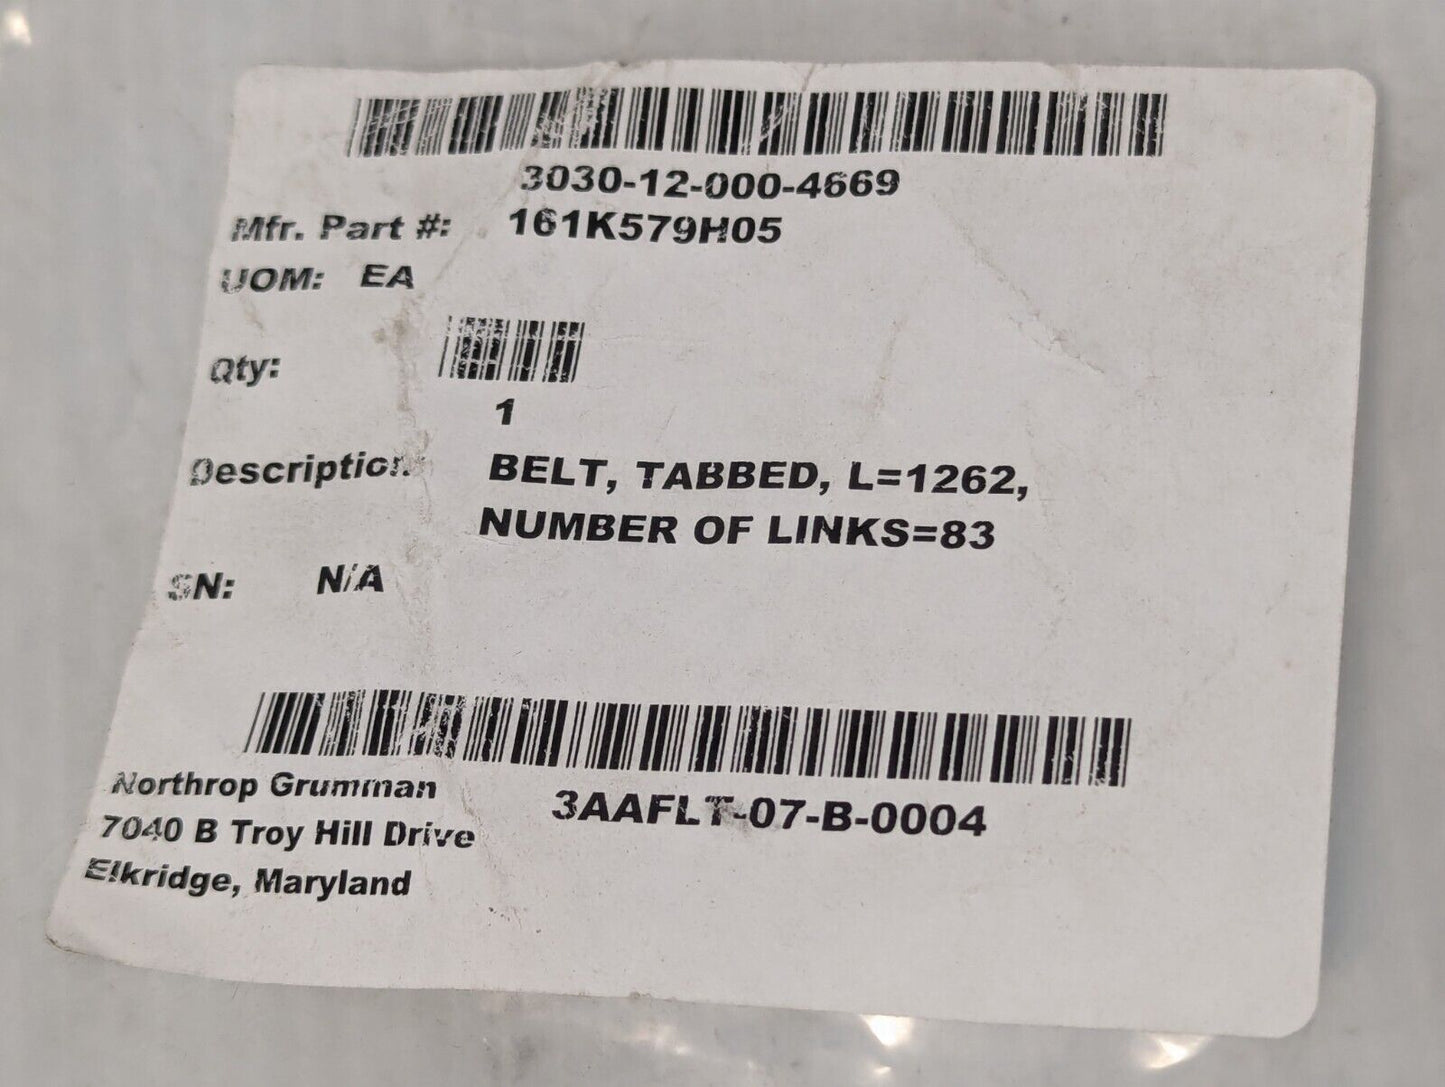 3030-12-000-4669
Mfr. Part #: 161K579H05
UOM: EA
Qty:
1
Description BELT, TABBED, L=1262,
NUMBER OF LINKS=83
SN: N/A
Northrop Grumman
7040 B Troy Hill Drive
Elkridge, Maryland
3AAFLT-07-B-0004